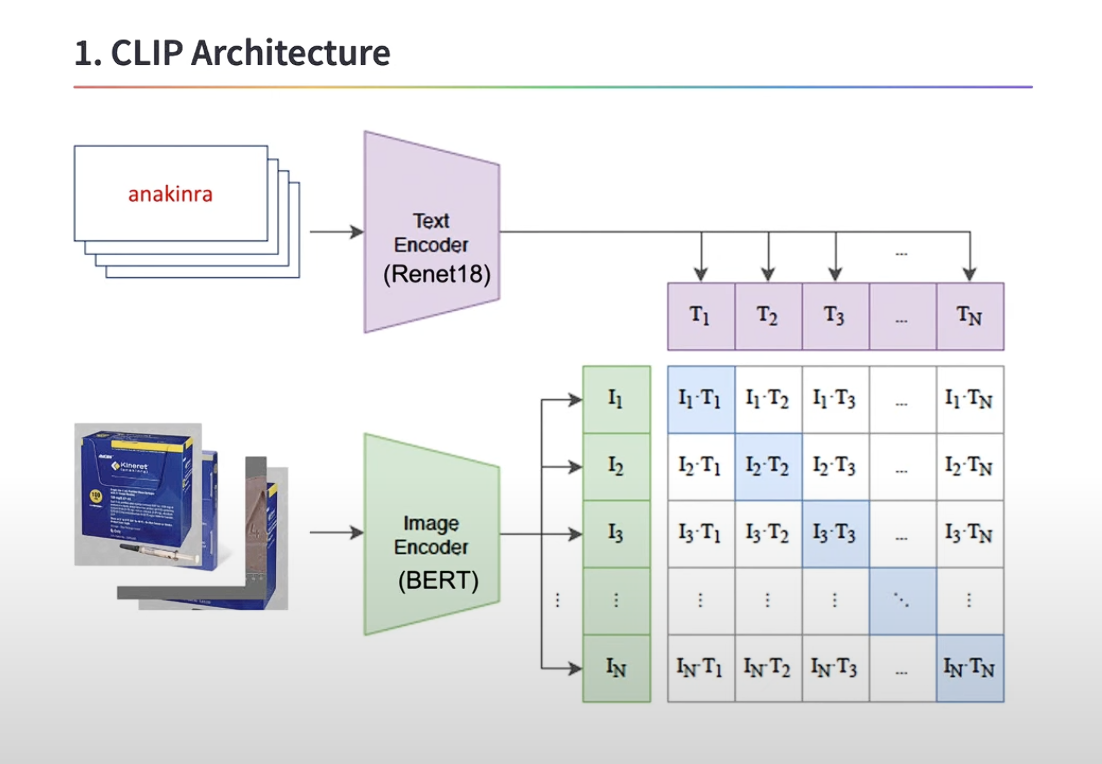 1. CLIP Architecture
anakinra
Text
Encoder
(Renet18)
...
T1 T2 T3 ... TN
Kineret
Image
Encoder
(BERT)
I1
I2
I3
⋮ ⋮
IN
I1·T1 I1·T2 I1·T3 ... I1·TN
I2·T1 I2·T2 I2·T3 ... I2·TN
I3·T1 I3·T2 I3·T3 ... I3·TN
⋮ ⋮ ⋮ ⋱ ⋮
IN·T1 IN·T2 IN·T3 ... IN·TN